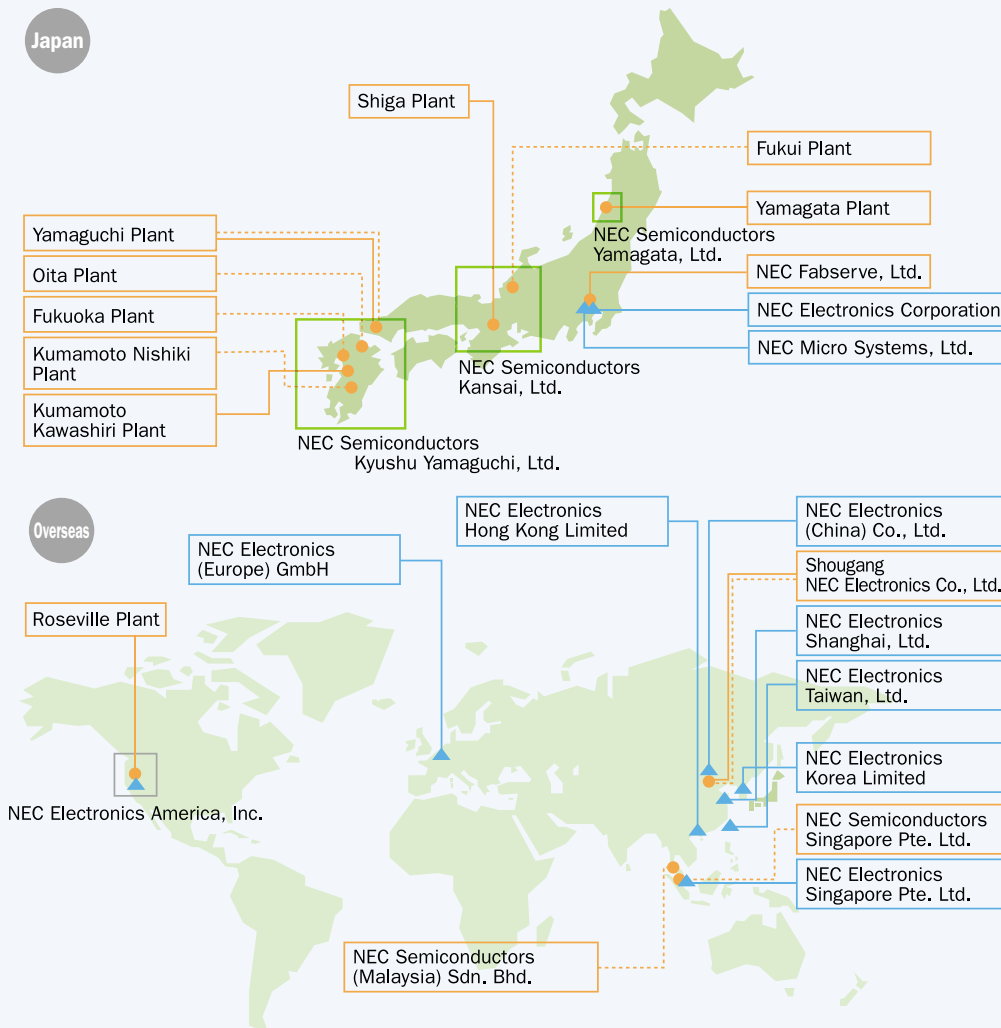 Japan
Shiga Plant
Fukui Plant
Yamagata Plant
NEC Semiconductors
Yamagata, Ltd.
Yamaguchi Plant
Oita Plant
Fukuoka Plant
Kumamoto Nishiki
Plant
Kumamoto
Kawashiri Plant
NEC Fabserve, Ltd.
NEC Electronics Corporation
NEC Micro Systems, Ltd.
NEC Semiconductors
Kansai, Ltd.
NEC Semiconductors
Kyushu Yamaguchi, Ltd.
Overseas
NEC Electronics
(Europe) GmbH
NEC Electronics
Hong Kong Limited
NEC Electronics
(China) Co., Ltd.
Shougang
NEC Electronics Co., Ltd.
NEC Electronics
Shanghai, Ltd.
NEC Electronics
Taiwan, Ltd.
Roseville Plant
NEC Electronics America, Inc.
NEC Electronics
Korea Limited
NEC Semiconductors
Singapore Pte. Ltd.
NEC Electronics
Singapore Pte. Ltd.
NEC Semiconductors
(Malaysia) Sdn. Bhd.